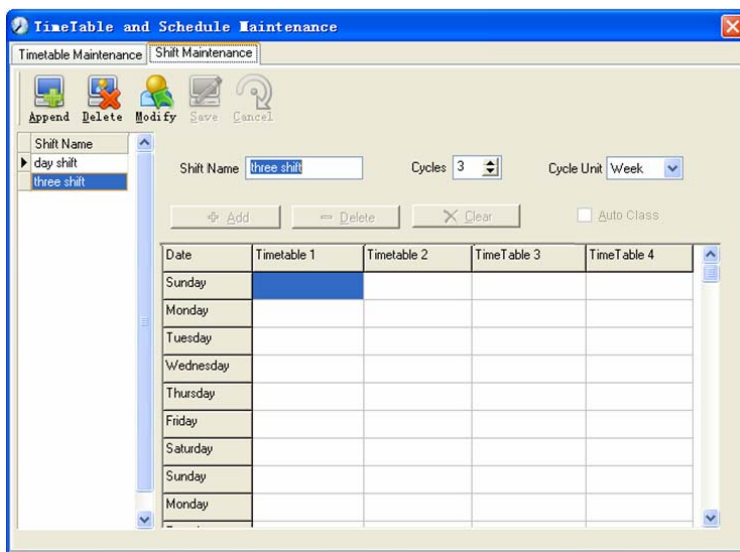 TimeTable and Schedule Maintenance
Timetable Maintenance Shift Maintenance
Append Delete Modify Save Cancel
Shift Name
day shift
three shift
Shift Name three shift Cycles 3 Cycle Unit Week
Add Delete Clear Auto Class
Date Timetable 1 Timetable 2 TimeTable 3 TimeTable 4
Sunday
Monday
Tuesday
Wednesday
Thursday
Friday
Saturday
Sunday
Monday